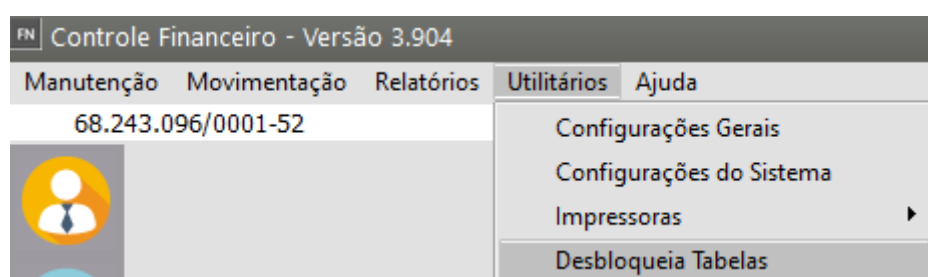 FN Controle Financeiro - Versão 3.904
Manutenção Movimentação Relatórios Utilitários Ajuda
68.243.096/0001-52
Configurações Gerais
Configurações do Sistema
Impressoras
Desbloqueia Tabelas